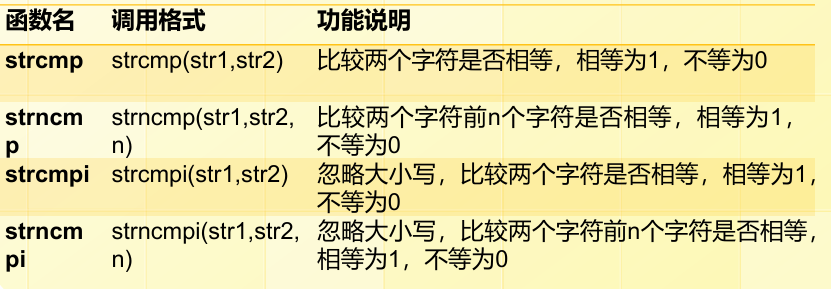 函数名 调用格式 功能说明
strcmp strcmp(str1,str2) 比较两个字符是否相等，相等为1，不等为0
strncm strncmp(str1,str2, 比较两个字符前n个字符是否相等，相等为1，
p n) 不等为0
strcmpi strcmpi(str1,str2) 忽略大小写，比较两个字符是否相等，相等为1，
不等为0
strncm strncmpi(str1,str2, 忽略大小写，比较两个字符前n个字符是否相等，
pi n) 相等为1，不等为0